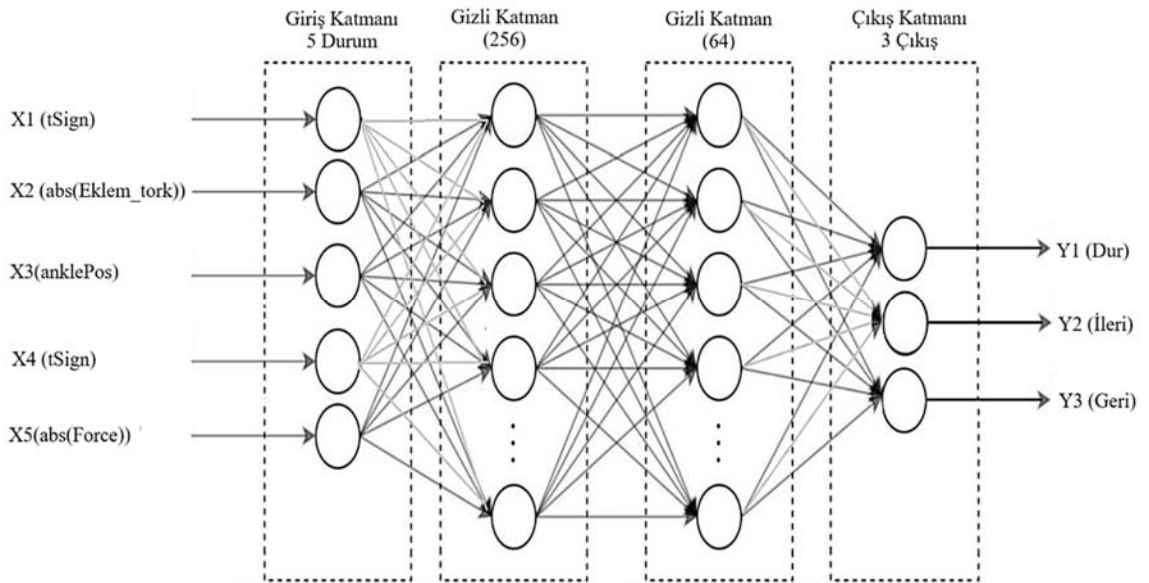 Giriş Katmanı
5 Durum
Gizli Katman
(256)
Gizli Katman
(64)
Çıkış Katmanı
3 Çıkış
X1 (tSign)
X2 (abs(Eklem_tork))
X3(anklePos)
X4 (tSign)
X5(abs(Force))
Y1 (Dur)
Y2 (İleri)
Y3 (Geri)